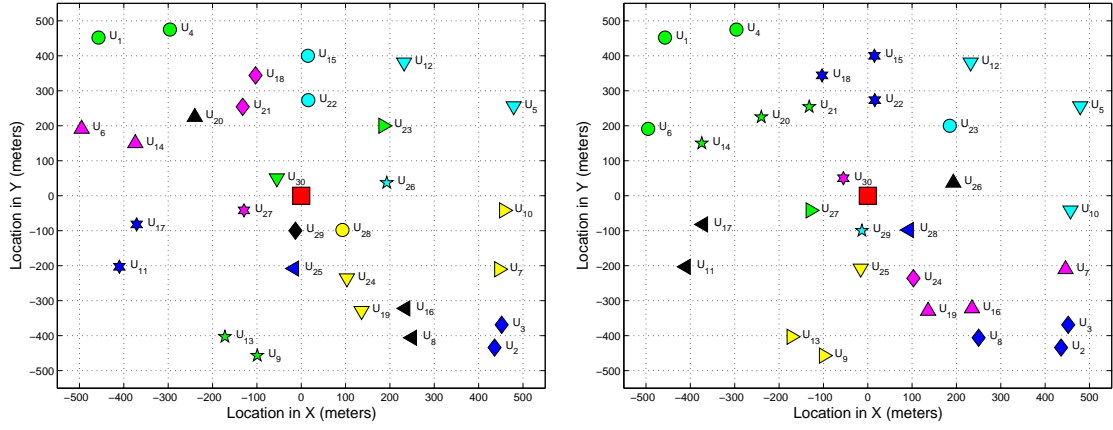 500
400
300
200
100
0
−100
−200
−300
−400
−500
−500 −400 −300 −200 −100 0 100 200 300 400 500
Location in X (meters)
Location in Y (meters)
U1
U4
U15
U12
U18
U22
U5
U21
U20
U23
U6
U14
U30
U26
U27
U10
U17
U29
U28
U11
U25
U7
U24
U19
U16
U3
U13
U8
U2
U9
500
400
300
200
100
0
−100
−200
−300
−400
−500
−500 −400 −300 −200 −100 0 100 200 300 400 500
Location in X (meters)
Location in Y (meters)
U1
U4
U15
U12
U18
U22
U5
U21
U20
U23
U6
U14
U30
U26
U27
U10
U17
U29
U28
U11
U25
U7
U24
U19
U16
U3
U13
U8
U2
U9